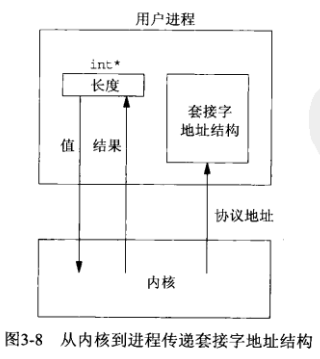 用户进程
int*
长度
套接字
地址结构
值
结果
协议地址
内核
图3-8 从内核到进程传递套接字地址结构